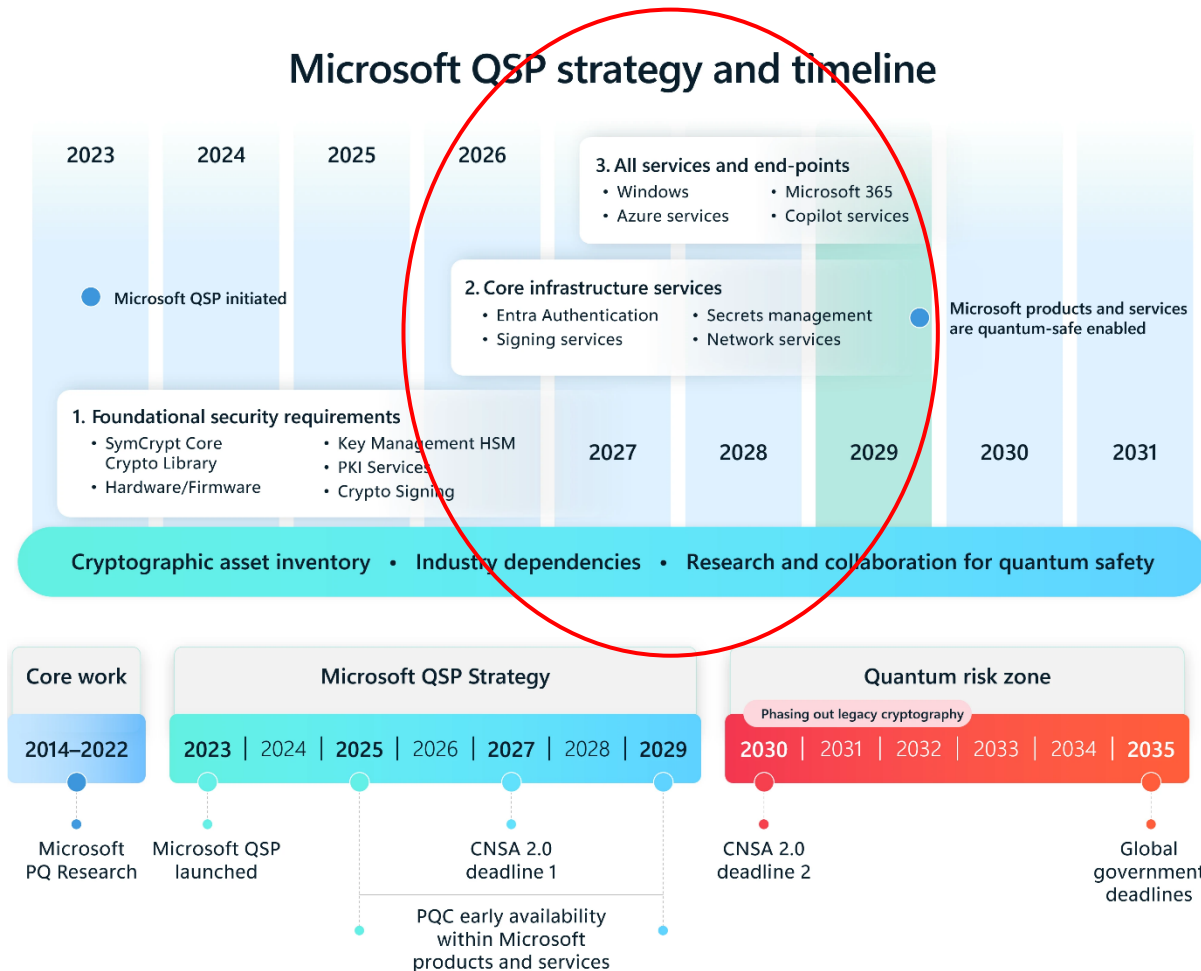 Microsoft QSP strategy and timeline
2023
2024
2025
2026
3. All services and end-points
• Windows
• Azure services
• Microsoft 365
• Copilot services
Microsoft QSP initiated
2. Core infrastructure services
• Entra Authentication
• Signing services
• Secrets management
• Network services
Microsoft products and services
are quantum-safe enabled
1. Foundational security requirements
• SymCrypt Core
Crypto Library
• Hardware/Firmware
• Key Management HSM
• PKI Services
• Crypto Signing
2027
2028
2029
2030
2031
Cryptographic asset inventory • Industry dependencies • Research and collaboration for quantum safety
Core work
Microsoft QSP Strategy
Quantum risk zone
Phasing out legacy cryptography
2014–2022
2023 | 2024 | 2025 | 2026 | 2027 | 2028 | 2029
2030 | 2031 | 2032 | 2033 | 2034 | 2035
Microsoft
PQ Research
Microsoft QSP
launched
CNSA 2.0
deadline 1
CNSA 2.0
deadline 2
Global
government
deadlines
PQC early availability
within Microsoft
products and services